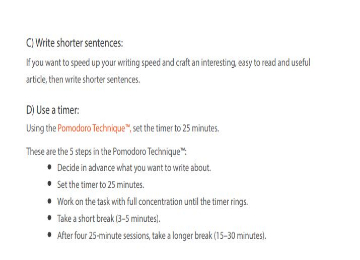 C) Write shorter sentences:
If you want to speed up your writing speed and craft an interesting, easy to read and useful
article, then write shorter sentences.
D) Use a timer:
Using the Pomodoro Technique™, set the timer to 25 minutes.
These are the 5 steps in the Pomodoro Technique™:
• Decide in advance what you want to write about.
• Set the timer to 25 minutes.
• Work on the task with full concentration until the timer rings.
• Take a short break (3–5 minutes).
• After four 25-minute sessions, take a longer break (15–30 minutes).